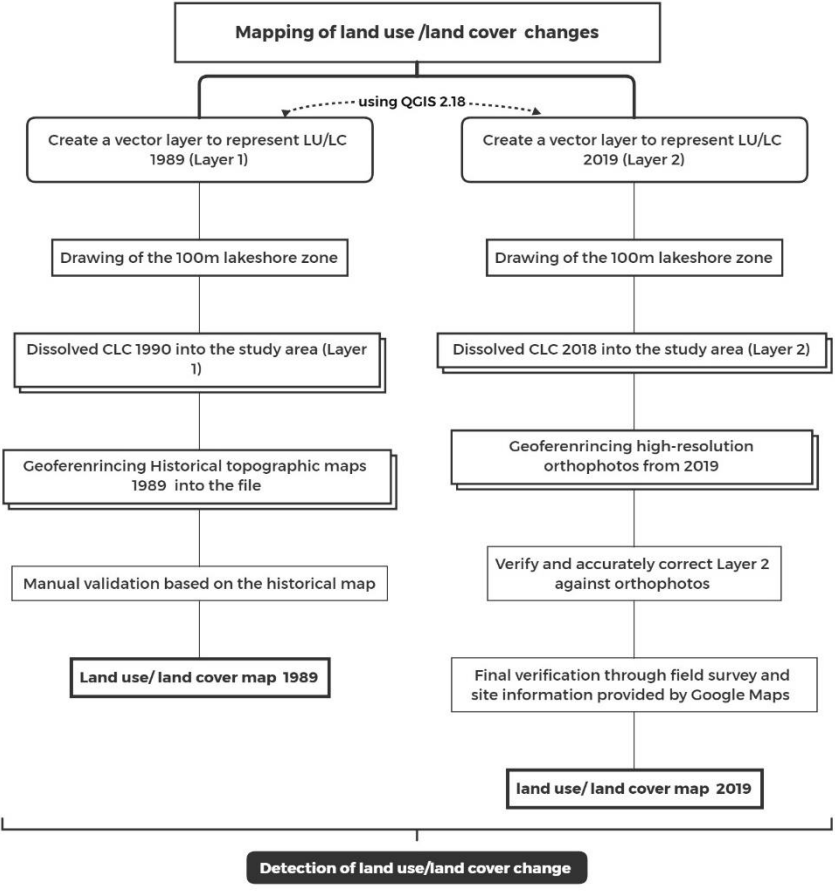 Mapping of land use /land cover changes
using QGIS 2.18
Create a vector layer to represent LU/LC
1989 (Layer 1)
Drawing of the 100m lakeshore zone
Dissolved CLC 1990 into the study area (Layer
1)
Geoferenrincing Historical topographic maps
1989 into the file
Manual validation based on the historical map
Land use/ land cover map 1989
Create a vector layer to represent LU/LC
2019 (Layer 2)
Drawing of the 100m lakeshore zone
Dissolved CLC 2018 into the study area (Layer 2)
Geoferenrincing high-resolution
orthophotos from 2019
Verify and accurately correct Layer 2
against orthophotos
Final verification through field survey and
site information provided by Google Maps
land use/ land cover map 2019
Detection of land use/land cover change